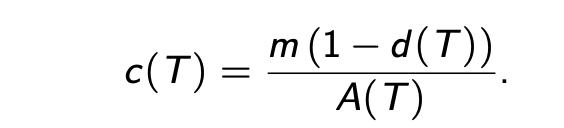 c(T) = m (1 − d(T)) / A(T).